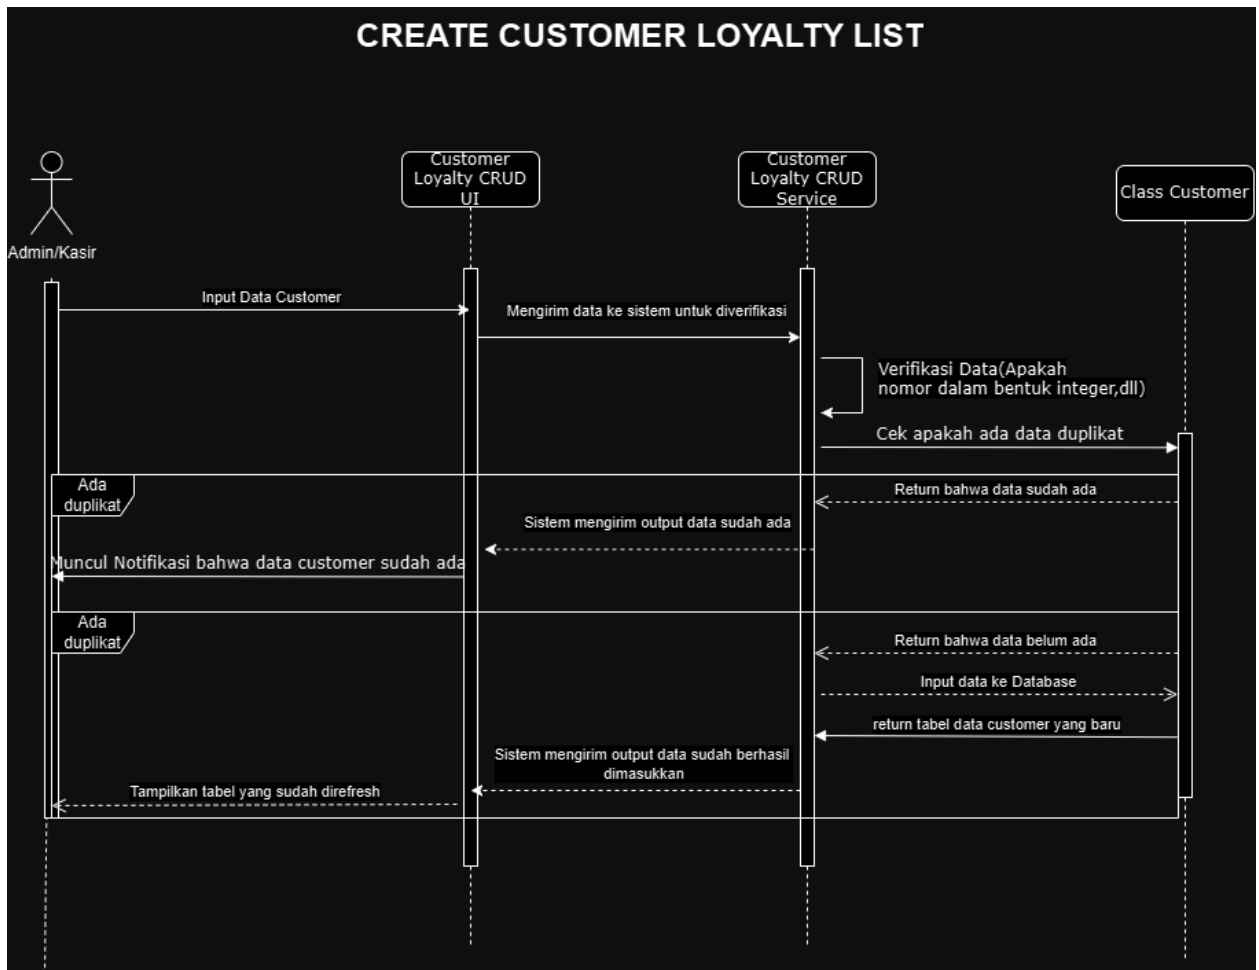 CREATE CUSTOMER LOYALTY LIST
Customer
Loyalty CRUD
UI
Customer
Loyalty CRUD
Service
Class Customer
Admin/Kasir
Input Data Customer
Mengirim data ke sistem untuk diverifikasi
Verifikasi Data(Apakah
nomor dalam bentuk integer,dll)
Cek apakah ada data duplikat
Ada
duplikat
Return bahwa data sudah ada
Sistem mengirim output data sudah ada
Muncul Notifikasi bahwa data customer sudah ada
Ada
duplikat
Return bahwa data belum ada
Input data ke Database
return tabel data customer yang baru
Sistem mengirim output data sudah berhasil
dimasukkan
Tampilkan tabel yang sudah direfresh